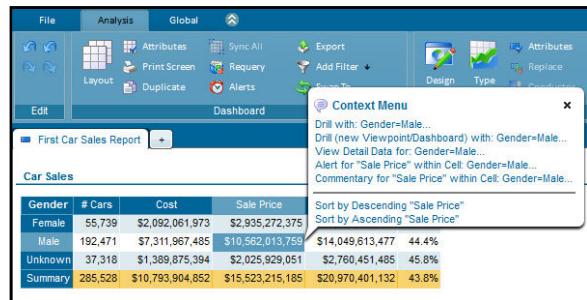 File Analysis Global
Attributes Sync All Export Attributes
Print Screen Requery Add Filter Replace
Layout Duplicate Alerts Design Type
Edit Dashboard
Context Menu
Drill with: Gender=Male...
Drill (new Viewpoint/Dashboard) with: Gender=Male...
View Detail Data for: Gender=Male...
Alert for "Sale Price" within Cell: Gender=Male...
Commentary for "Sale Price" within Cell: Gender=Male...
Sort by Descending "Sale Price"
Sort by Ascending "Sale Price"
First Car Sales Report +
Car Sales
Gender # Cars Cost Sale Price
Female 55,739 $2,092,061,973 $2,935,272,375
Male 192,471 $7,311,967,485 $10,562,013,759 $14,049,613,477 44.4%
Unknown 37,318 $1,389,875,394 $2,025,929,051 $2,760,451,485 45.8%
Summary 285,528 $10,793,904,852 $15,523,215,185 $20,970,401,132 43.8%